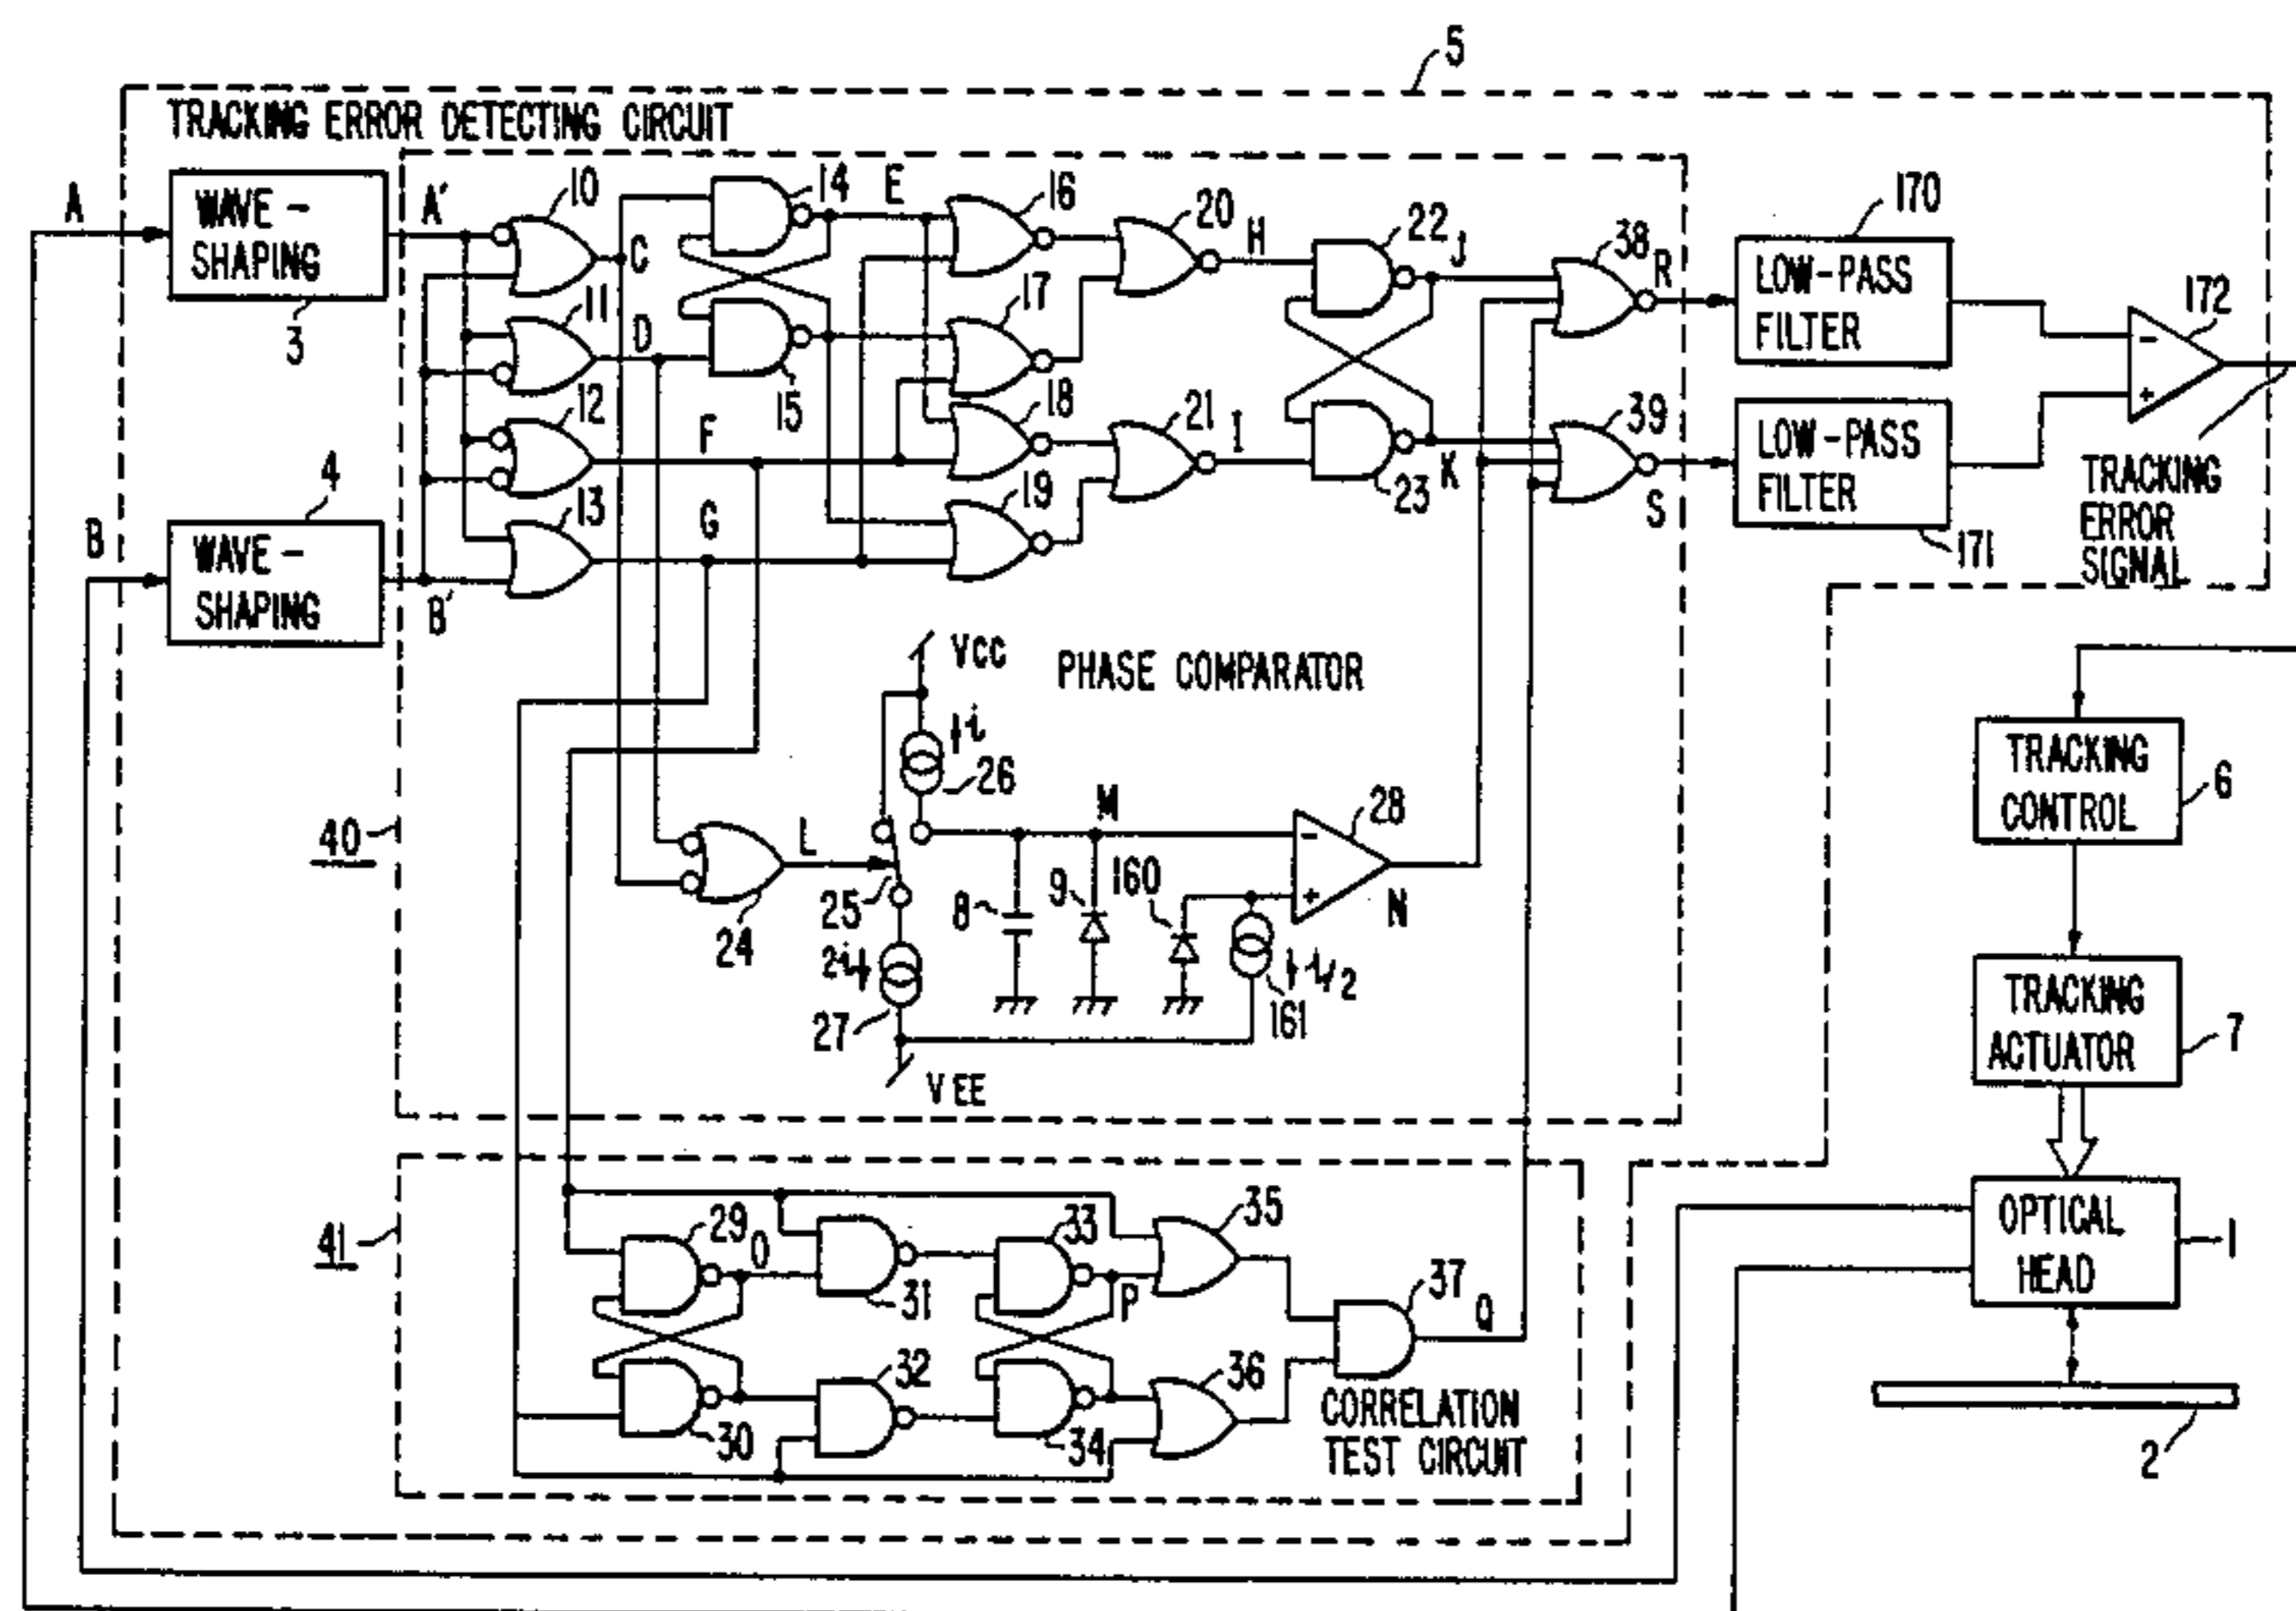 5
TRACKING ERROR DETECTING CIRCUIT
A
WAVE-
SHAPING
3
A'
10
C
14
E
16
20
H
22
J
38
R
170
LOW-PASS
FILTER
172
11
D
15
17
12
18
F
21
I
23
K
39
S
LOW-PASS
FILTER
171
TRACKING
ERROR
SIGNAL
4
B
WAVE-
SHAPING
B'
13
G
19
VCC
PHASE COMPARATOR
i
26
TRACKING
CONTROL
6
40
L
M
28
24
25
8
9
160
N
2i
27
i/2
161
VEE
TRACKING
ACTUATOR
7
41
29
O
31
33
P
35
37
Q
OPTICAL
HEAD
1
30
32
34
36
CORRELATION
TEST CIRCUIT
2
-
+
-
+